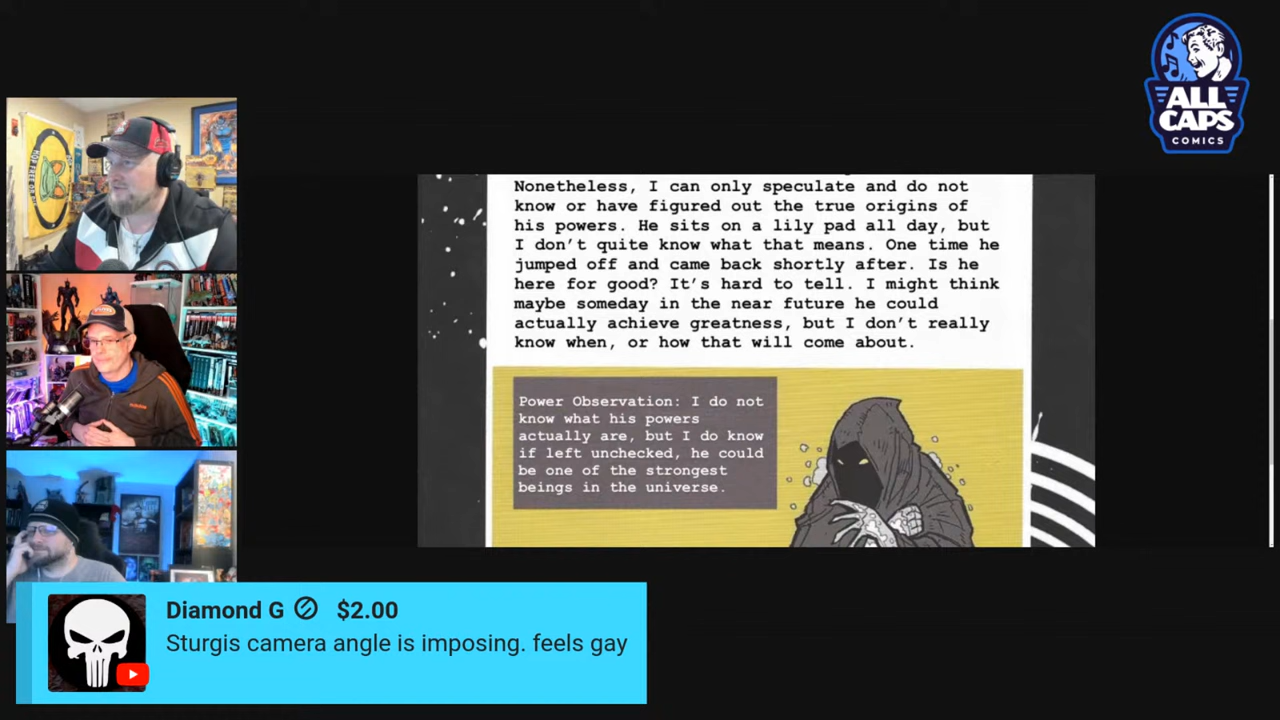 ALL
CAPS
COMICS
Nonetheless, I can only speculate and do not
know or have figured out the true origins of
his powers. He sits on a lily pad all day, but
I don't quite know what that means. One time he
jumped off and came back shortly after. Is he
here for good? It's hard to tell. I might think
maybe someday in the near future he could
actually achieve greatness, but I don't really
know when, or how that will come about.
Power Observation: I do not
know what his powers
actually are, but I do know
if left unchecked, he could
be one of the strongest
beings in the universe.
Diamond G $2.00
Sturgis camera angle is imposing. feels gay